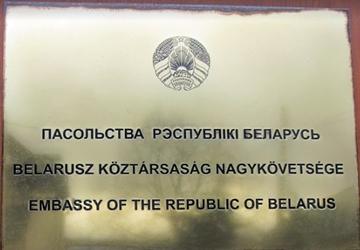 ПАСОЛЬСТВА РЭСПУБЛІКІ БЕЛАРУСЬ
BELARUSZ KÖZTÁRSASÁG NAGYKÖVETSÉGE
EMBASSY OF THE REPUBLIC OF BELARUS